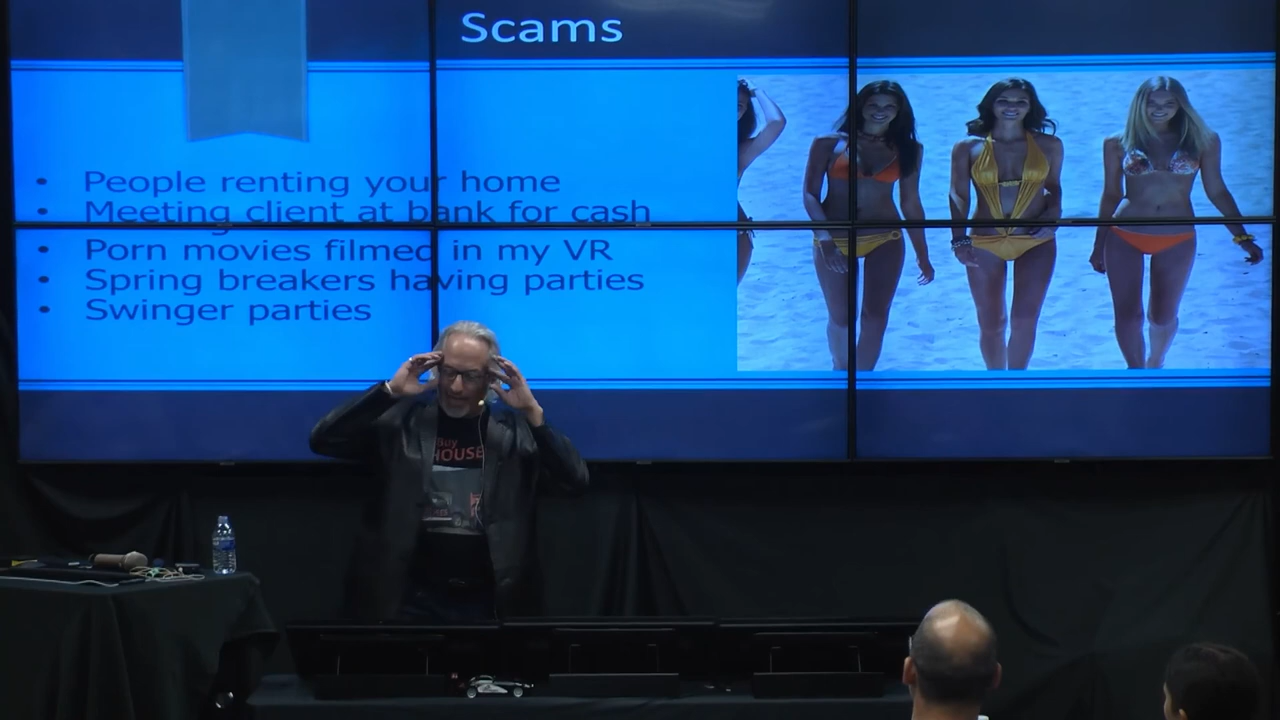 Scams
• People renting your home
• Meeting client at bank for cash
• Porn movies filmed in my VR
• Spring breakers having parties
• Swinger parties
Buy
HOUSE